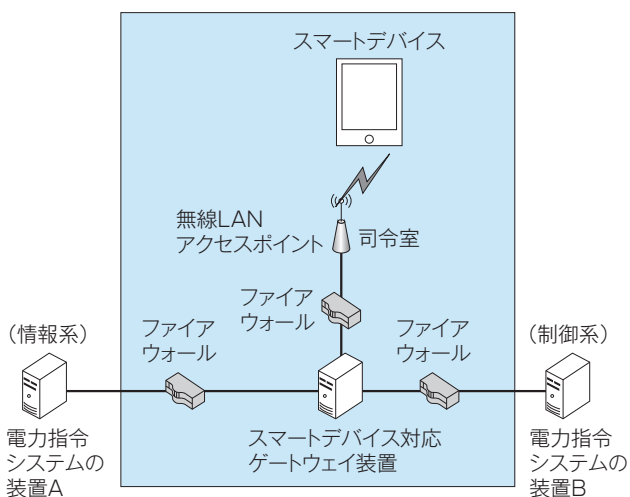 スマートデバイス
無線LAN
アクセスポイント
司令室
ファイア
ウォール
(情報系)
ファイア
ウォール
ファイア
ウォール
(制御系)
電力指令
システムの
装置A
スマートデバイス対応
ゲートウェイ装置
電力指令
システムの
装置B